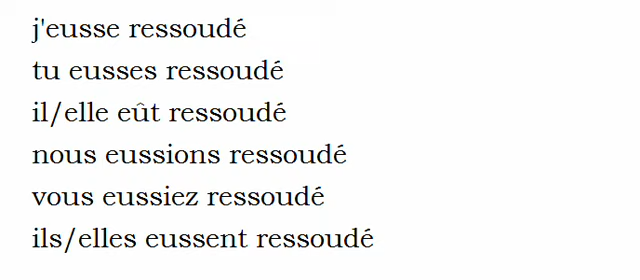 j'eusse ressoudé
tu eusses ressoudé
il/elle eût ressoudé
nous eussions ressoudé
vous eussiez ressoudé
ils/elles eussent ressoudé